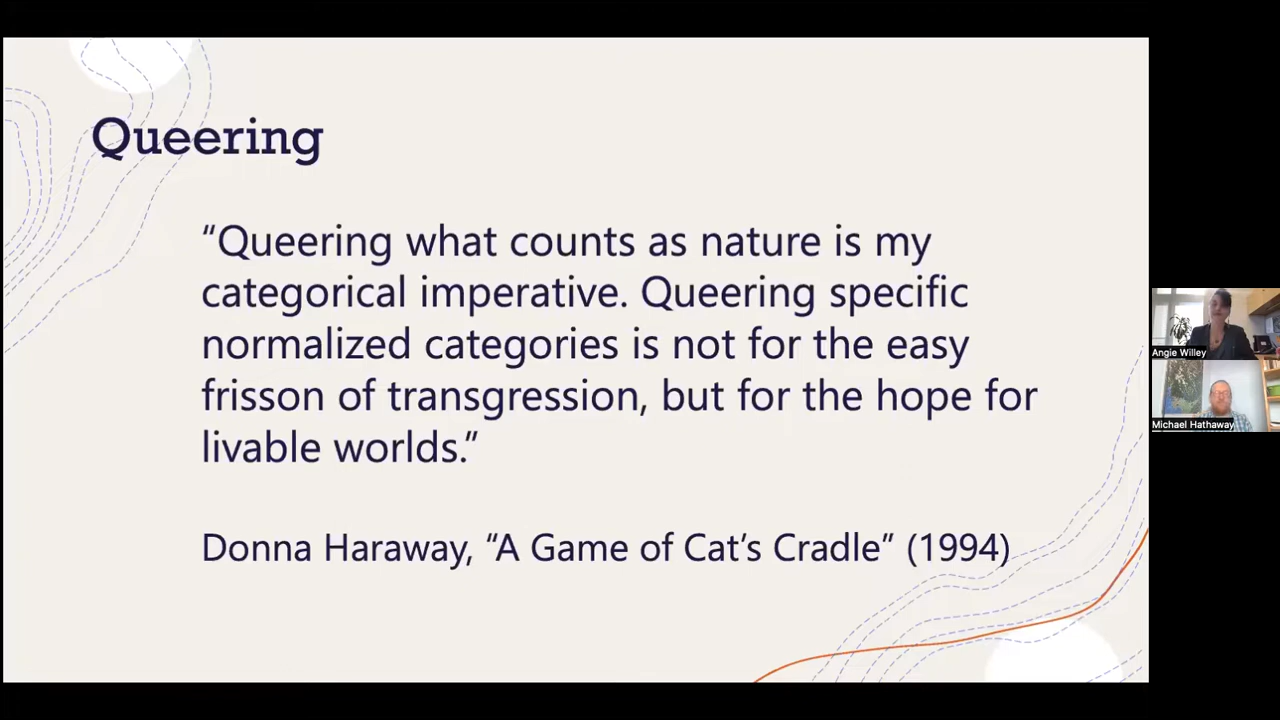 Queering
“Queering what counts as nature is my
categorical imperative. Queering specific
normalized categories is not for the easy
frisson of transgression, but for the hope for
livable worlds.”
Donna Haraway, “A Game of Cat’s Cradle” (1994)
Angie Willey
Michael Hathaway